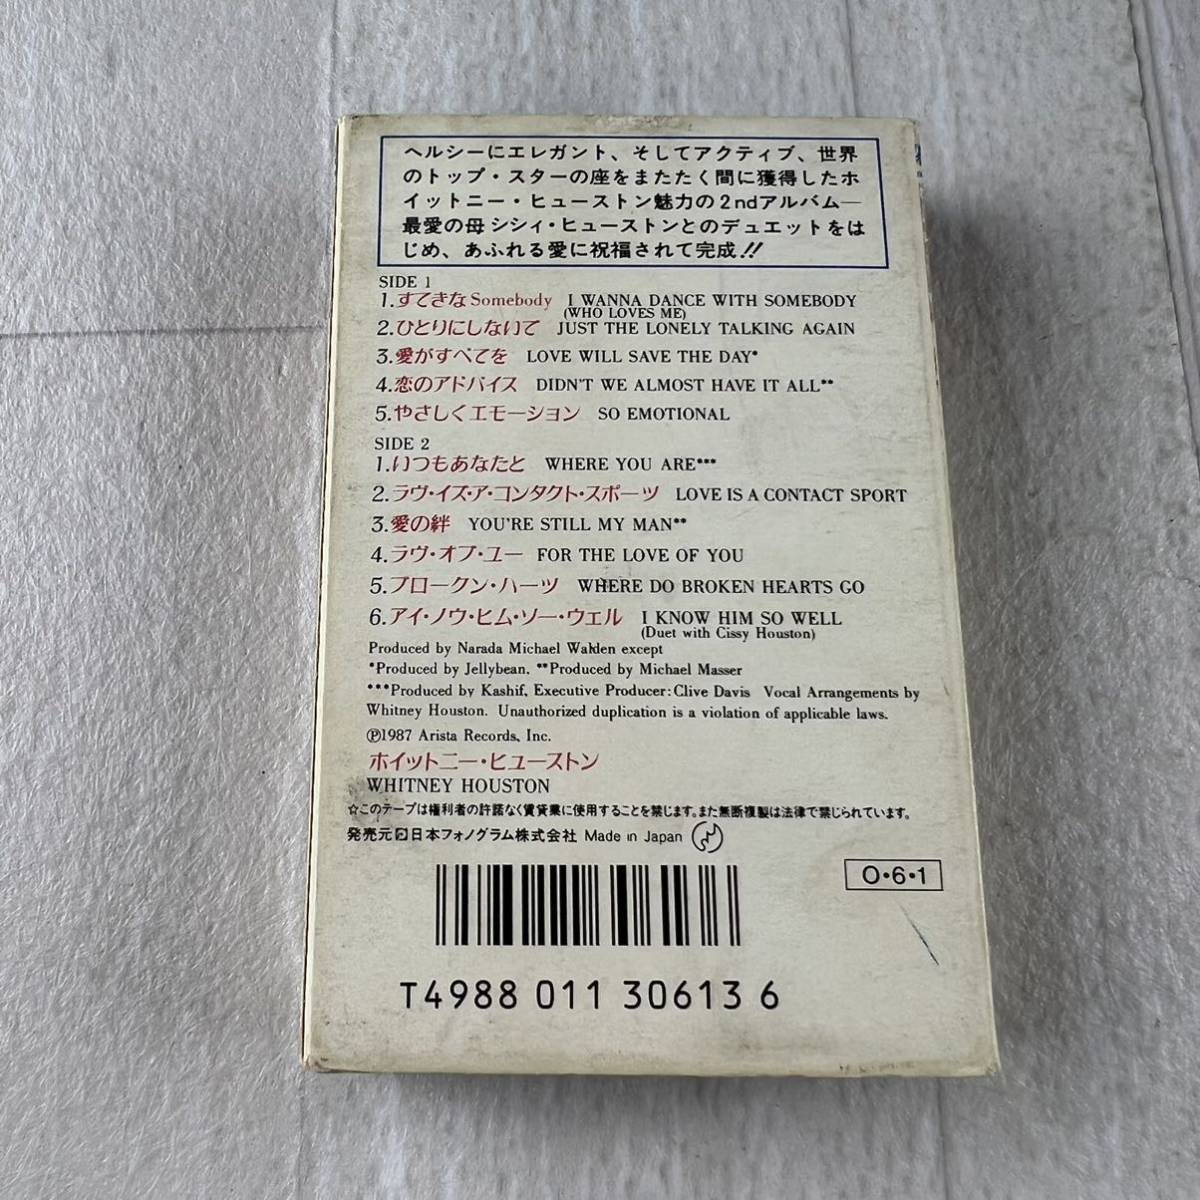 ヘルシーにエレガント、そしてアクティブ、世界
のトップ・スターの座をまたたく間に獲得したホ
イットニー・ヒューストン魅力の2ndアルバム―
最愛の母シシィ・ヒューストンとのデュエットをは
じめ、あふれる愛に祝福されて完成!!
SIDE 1
1.すてきなSomebody I WANNA DANCE WITH SOMEBODY
(WHO LOVES ME)
2.ひとりにしないで JUST THE LONELY TALKING AGAIN
3.愛がすべてを LOVE WILL SAVE THE DAY*
4.恋のアドバイス DIDN'T WE ALMOST HAVE IT ALL**
5.やさしくエモーション SO EMOTIONAL
SIDE 2
1.いつもあなたと WHERE YOU ARE***
2.ラヴ・イズ・ア・コンタクト・スポーツ LOVE IS A CONTACT SPORT
3.愛の絆 YOU'RE STILL MY MAN**
4.ラヴ・オブ・ユー FOR THE LOVE OF YOU
5.ブロークン・ハーツ WHERE DO BROKEN HEARTS GO
6.アイ・ノウ・ヒム・ソー・ウェル I KNOW HIM SO WELL
(Duet with Cissy Houston)
Produced by Narada Michael Walden except
*Produced by Jellybean, **Produced by Michael Masser
***Produced by Kashif, Executive Producer:Clive Davis Vocal Arrangements by
Whitney Houston. Unauthorized duplication is a violation of applicable laws.
Ⓟ1987 Arista Records, Inc.
ホイットニー・ヒューストン
WHITNEY HOUSTON
☆このテープは権利者の許諾なく賃貸業に使用することを禁じます。また無断複製は法律で禁じられています。
発売元 日本フォノグラム株式会社 Made in Japan
O・6・1
T4988 011 30613 6